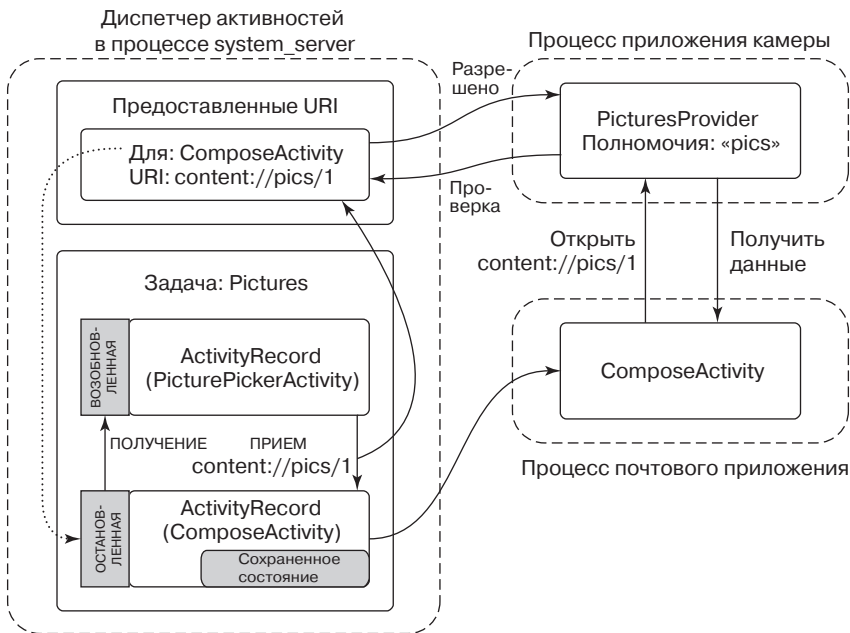 Диспетчер активностей
в процессе system_server
Предоставленные URI
Для: ComposeActivity
URI: content://pics/1
Разре-
шено
Про-
верка
Процесс приложения камеры
PicturesProvider
Полномочия: «pics»
Открыть
content://pics/1
Получить
данные
Задача: Pictures
ВОЗОБНОВ-
ЛЕННАЯ
ActivityRecord
(PicturePickerActivity)
ПОЛУЧЕНИЕ
ПРИЕМ
content://pics/1
ОСТАНОВ-
ЛЕННАЯ
ActivityRecord
(ComposeActivity)
Сохраненное
состояние
ComposeActivity
Процесс почтового приложения